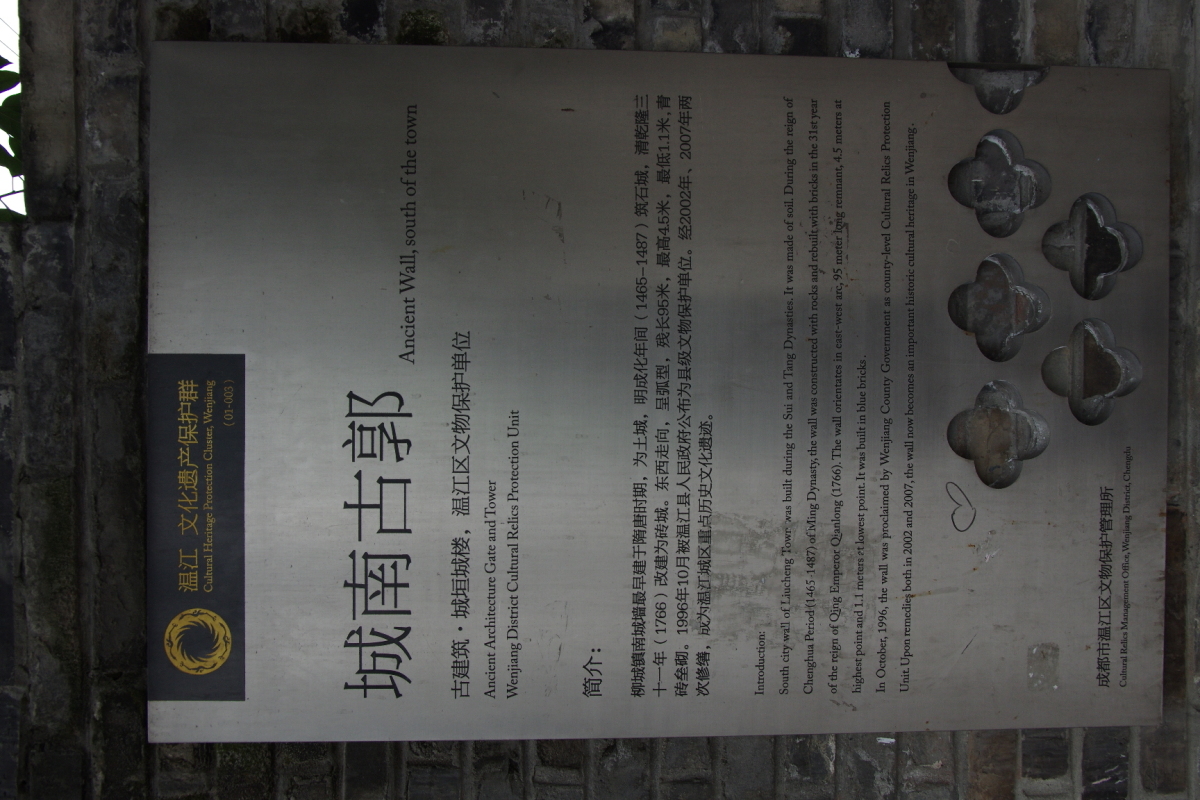 温江 文化遗产保护群
Cultural Heritage Protection Cluster, Wenjiang
(01-003)
城南古郭 Ancient Wall, south of the town
古建筑·城垣城楼，温江区文物保护单位
Ancient Architecture Gate and Tower
Wenjiang District Cultural Relics Protection Unit
简介：
柳城镇南城墙最早建于隋唐时期，为土城，明成化年间（1465–1487）筑石城，清乾隆三
十一年（1766）改建为砖城。东西走向，呈弧型，残长95米，最高4.5米，最低1.1米,青
砖垒砌。1996年10月被温江县人民政府公布为县级文物保护单位。经2002年、2007年两
次修缮，成为温江城区重点历史文化遗迹。
Introduction:
South city wall of Liucheng Town was built during the Sui and Tang Dynasties. It was made of soil. During the reign of
Chenghua Period (1465-1487) of Ming Dynasty, the wall was constructed with rocks and rebuilt with bricks in the 31st year
of the reign of Qing Emperor Qianlong (1766). The wall orientates in east-west arc, 95 meter long remnant, 4.5 meters at
highest point and 1.1 meters at lowest point. It was built in blue bricks.
In October, 1996, the wall was proclaimed by Wenjiang County Government as county-level Cultural Relics Protection
Unit. Upon remedies both in 2002 and 2007, the wall now becomes an important historic cultural heritage in Wenjiang.
成都市温江区文物保护管理所
Cultural Relics Management Office, Wenjiang District, Chengdu